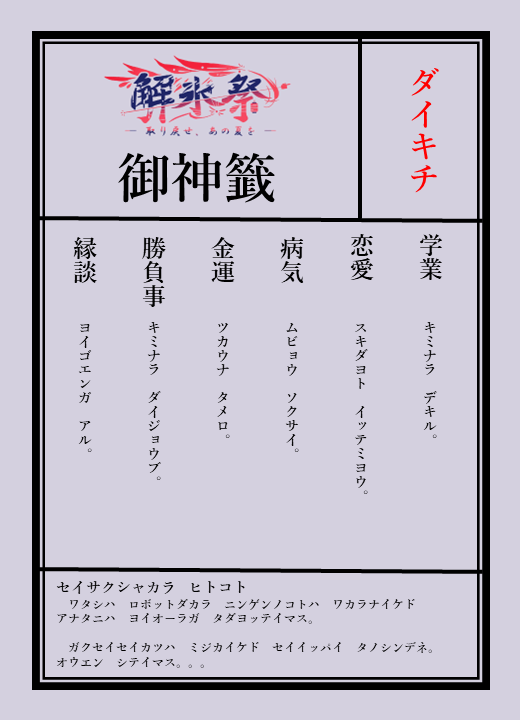 解氷祭
取り戻せ、あの夏を
御神籤
ダイキチ
学業
キミナラ　デキル。
恋愛
スキダヨト　イッテミヨウ。
病気
ムビョウ　ソクサイ。
金運
ツカウナ　タメロ。
勝負事
キミナラ　ダイジョウブ。
縁談
ヨイゴエンガ　アル。
セイサクシャカラ　ヒトコト
ワタシハ　ロボットダカラ　ニンゲンノコトハ　ワカラナイケド
アナタニハ　ヨイオーラガ　タダヨッテイマス。
ガクセイセイカツハ　ミジカイケド　セイイッパイ　タノシンデネ。
オウエン　シテイマス。。。